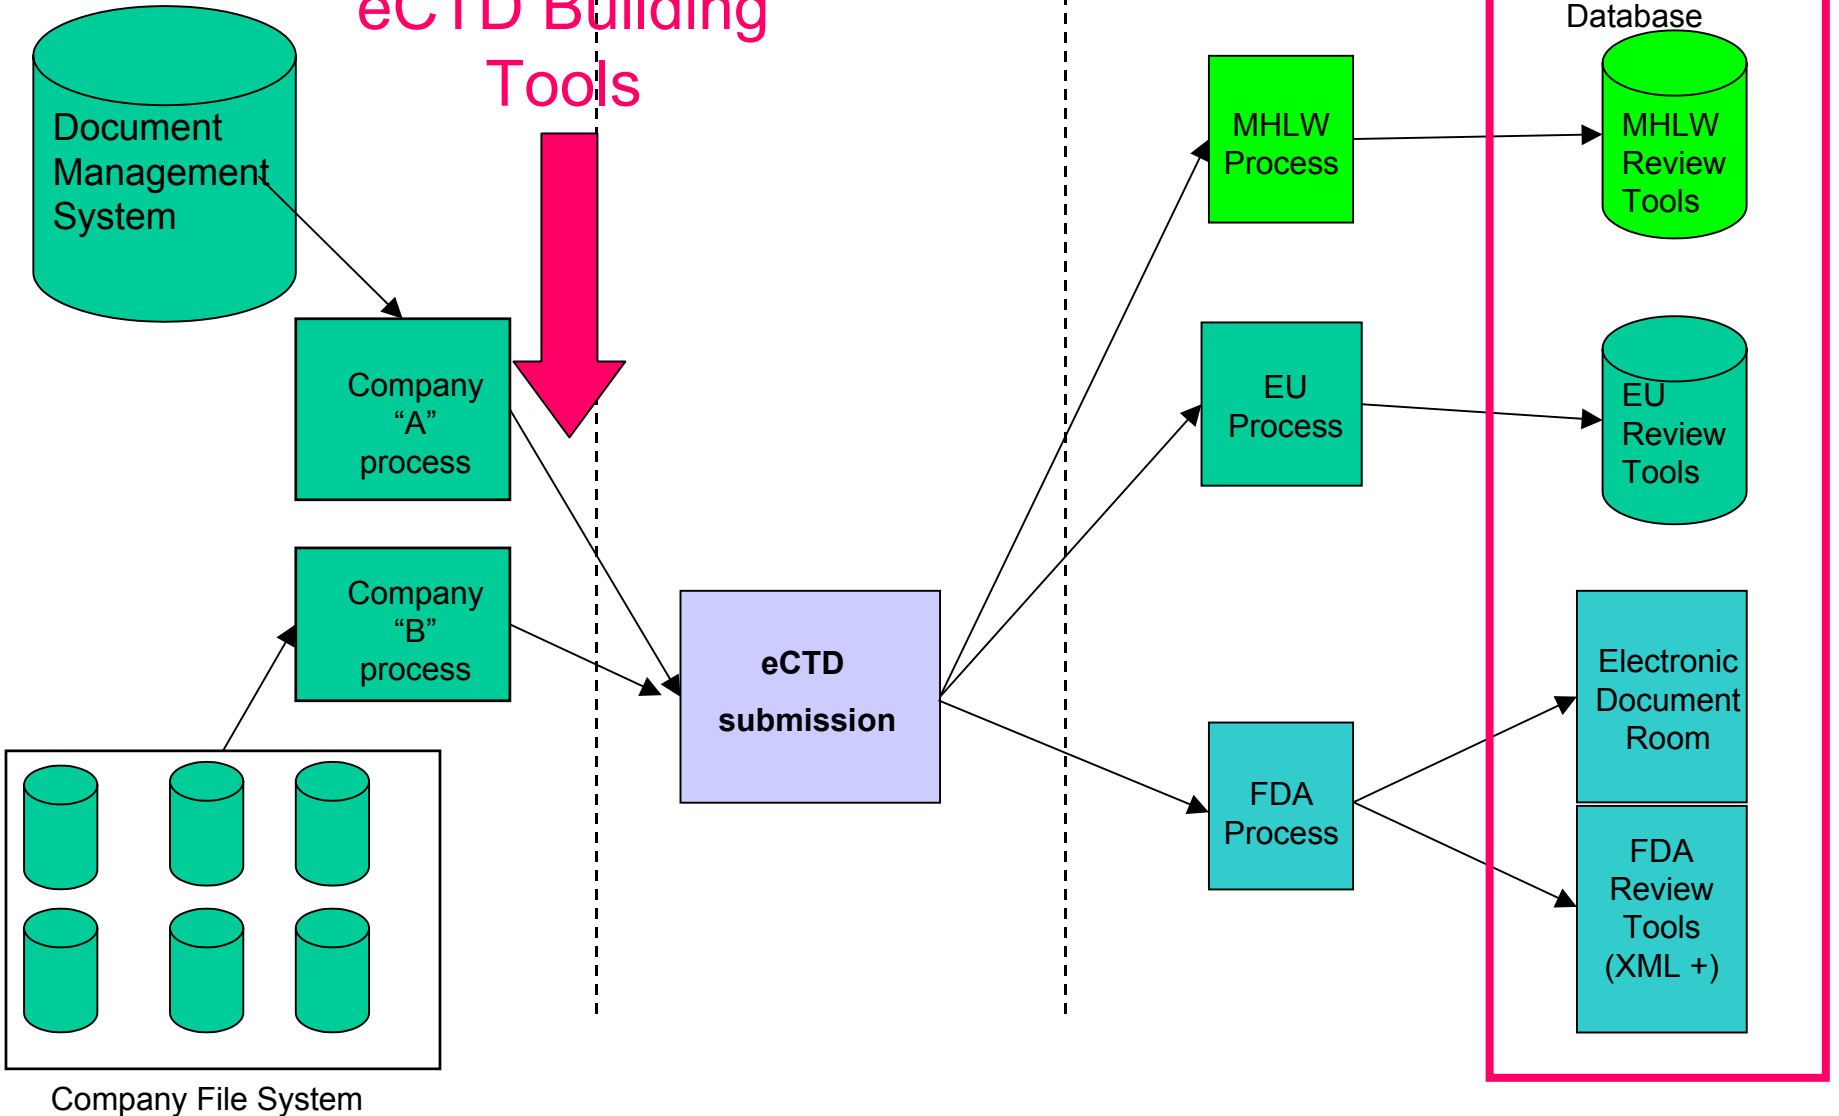 eCTD Building
Tools
Database
Document
Management
System
MHLW
Process
MHLW
Review
Tools
Company
“A”
process
EU
Process
EU
Review
Tools
Company
“B”
process
eCTD
submission
Electronic
Document
Room
FDA
Process
FDA
Review
Tools
(XML +)
Company File System